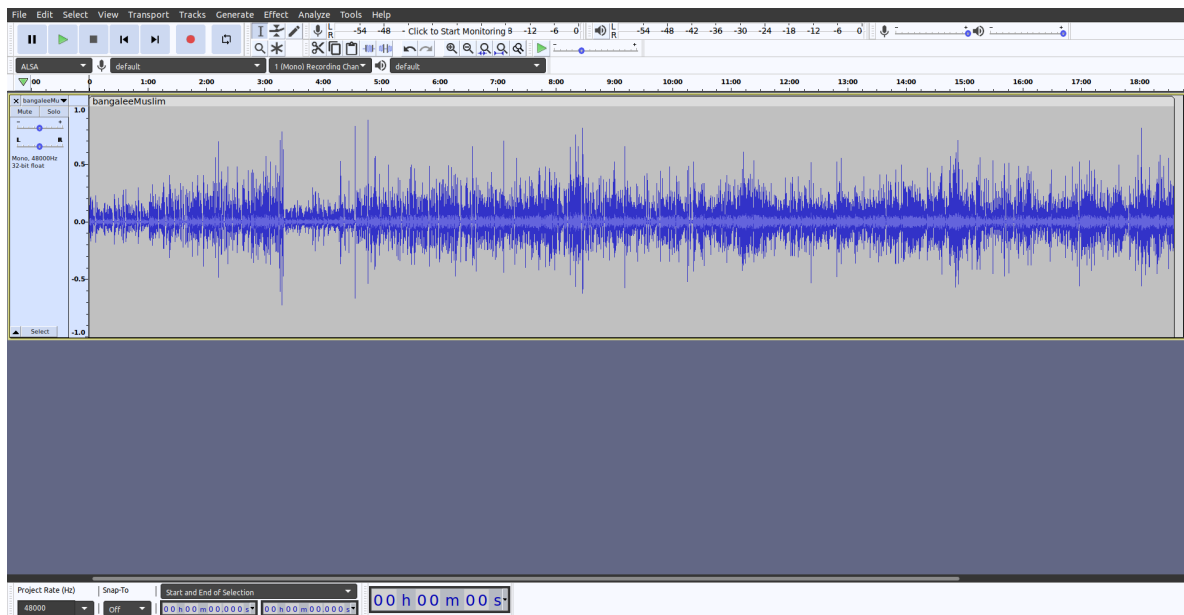 File Edit Select View Transport Tracks Generate Effect Analyze Tools Help
L R -54 -48 - Click to Start Monitoring 8 -12 -6 0 L R -54 -48 -42 -36 -30 -24 -18 -12 -6 0 - + - +
- +
ALSA default 1 (Mono) Recording Chan default
00 0 1:00 2:00 3:00 4:00 5:00 6:00 7:00 8:00 9:00 10:00 11:00 12:00 13:00 14:00 15:00 16:00 17:00 18:00
x bangaleeMu 1.0 bangaleeMuslim
Mute Solo
- +
L R
Mono, 48000Hz 0.5-
32-bit float
0.0-
-0.5-
Select -1.0
Project Rate (Hz) Snap-To Start and End of Selection
48000 Off 00 h 00 m 00.000 s 00 h 00 m 00.000 s 00 h 00 m 00 s